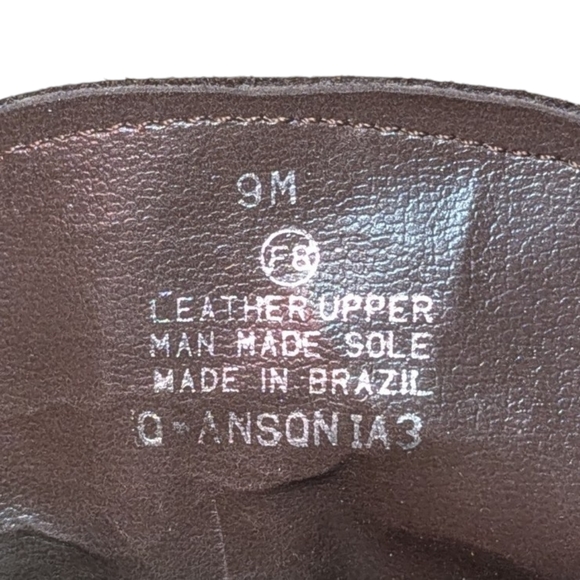 9M
F8
LEATHER UPPER
MAN MADE SOLE
MADE IN BRAZIL
Q-ANSONIA3